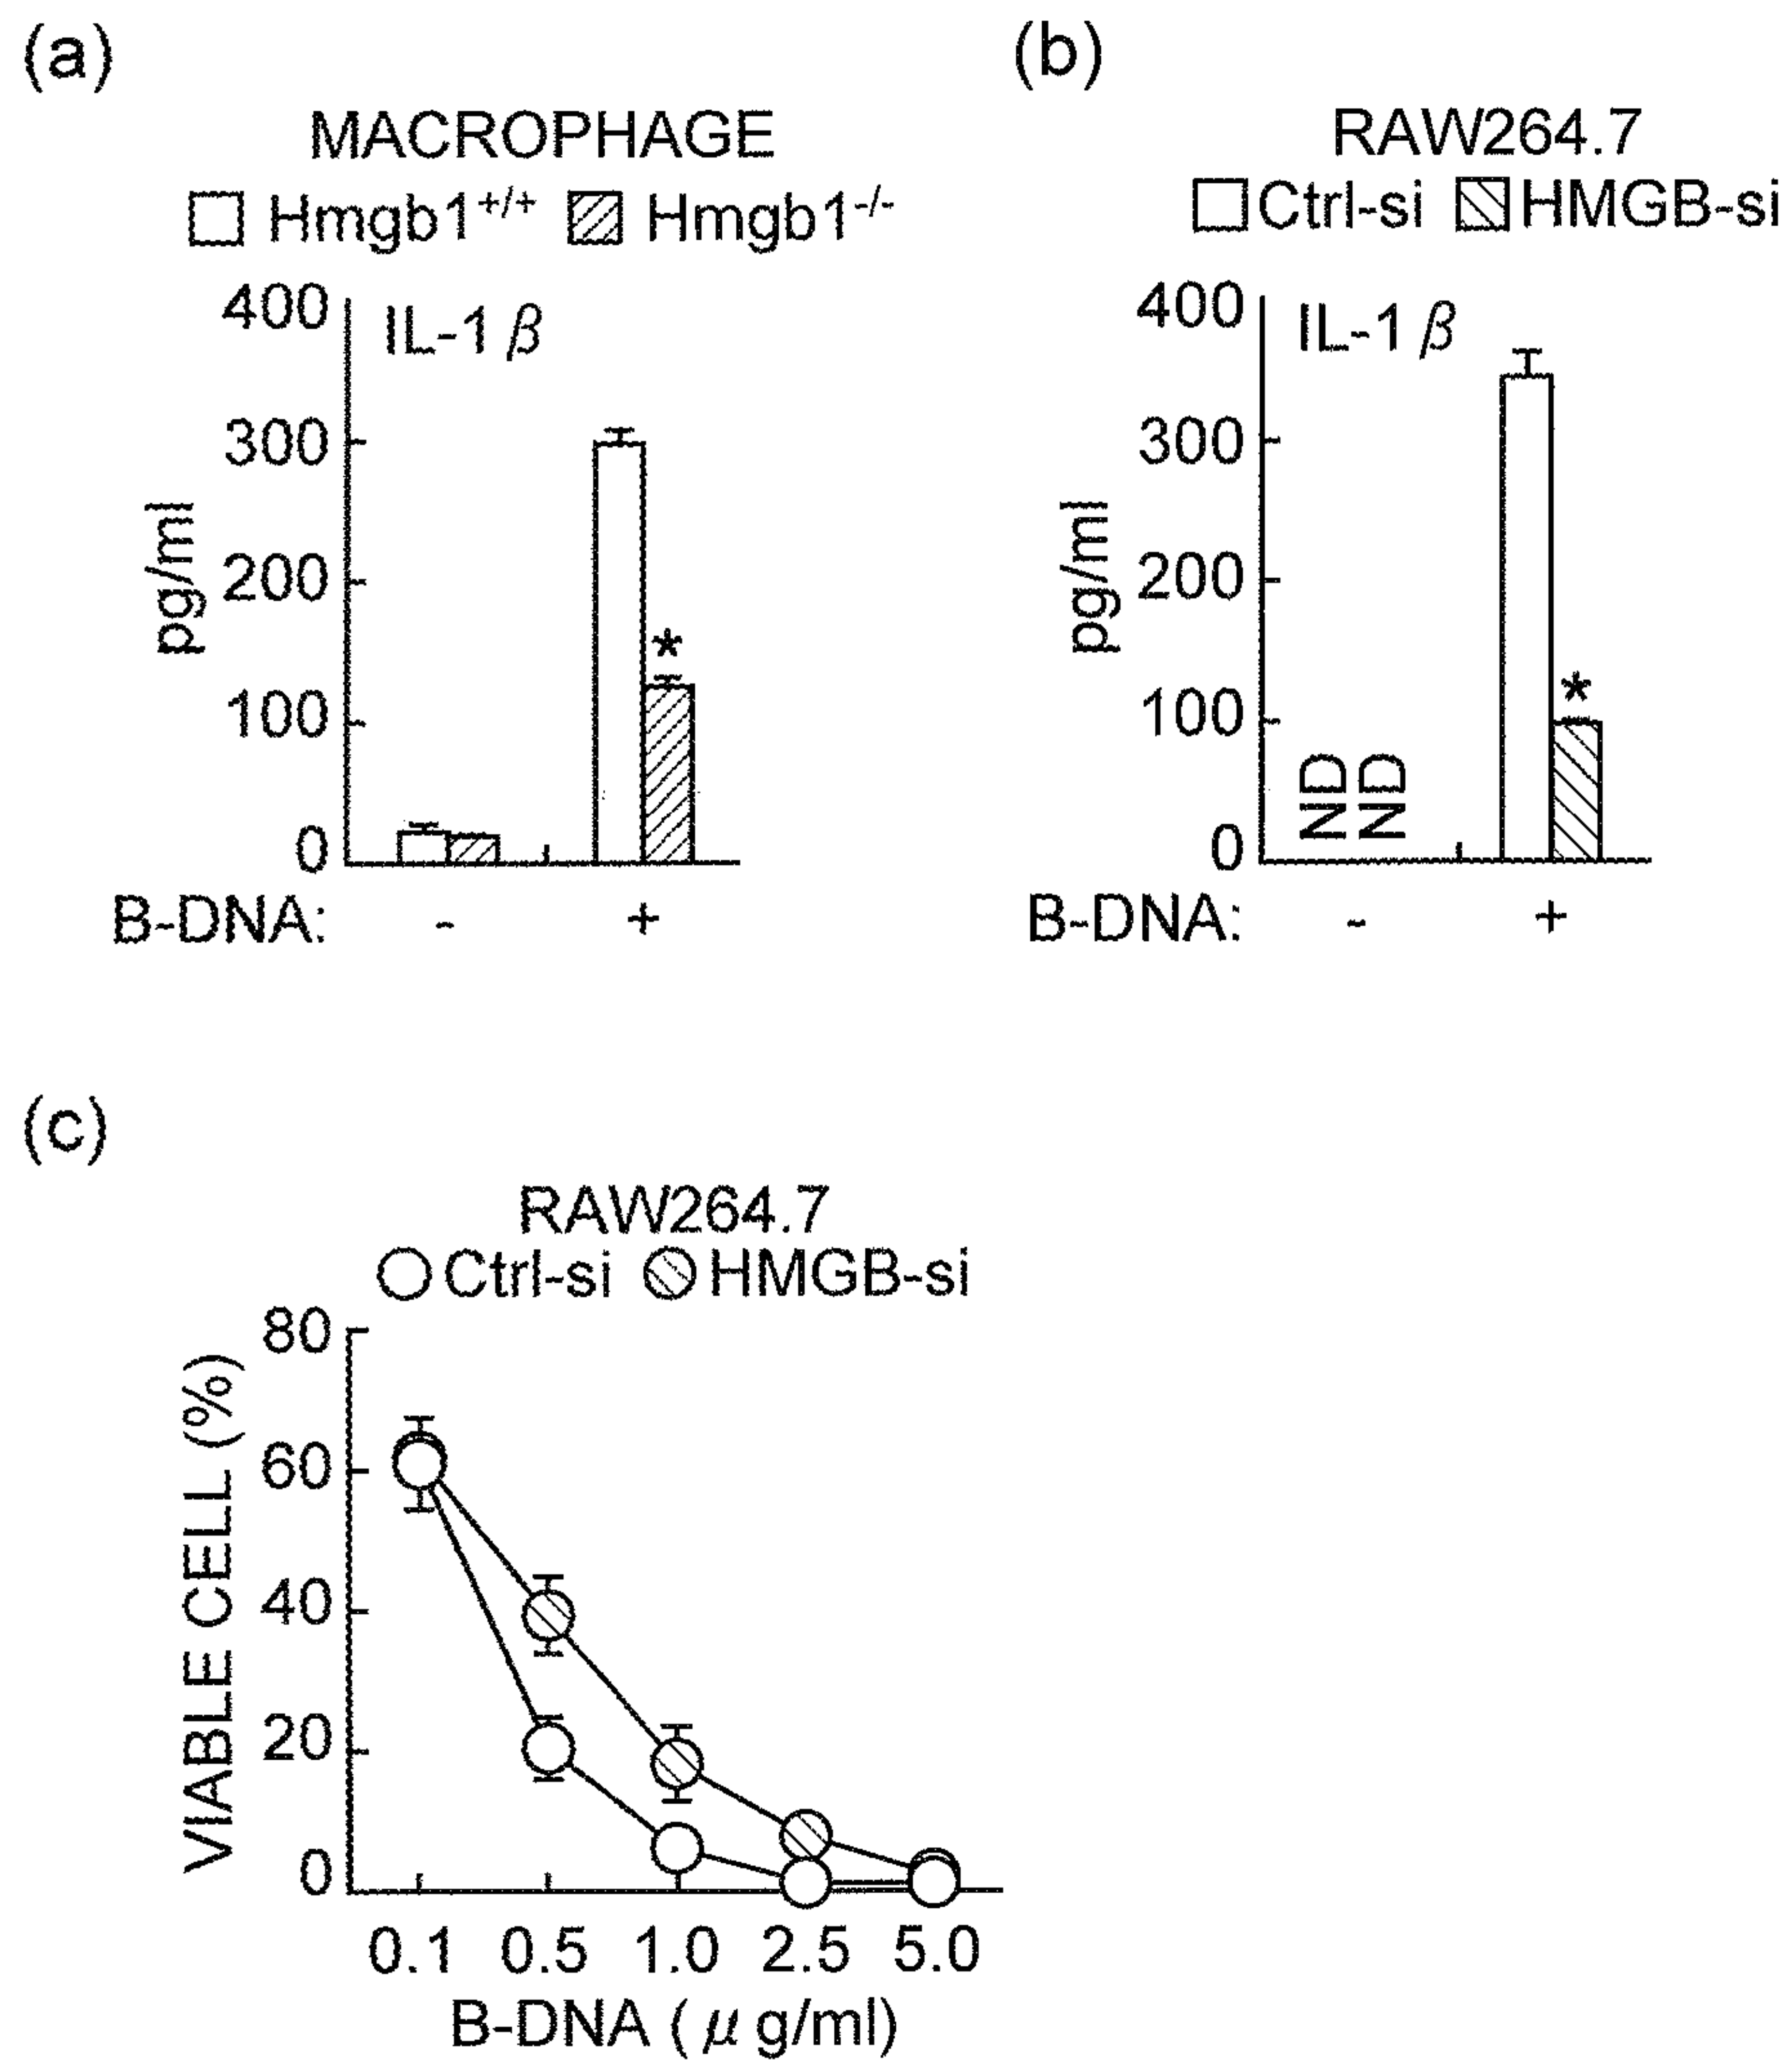 (a)
MACROPHAGE
Hmgb1+/+ Hmgb1-/-
IL-1β
400
300
200
100
0
pg/ml
*
B-DNA: - +
(b)
RAW264.7
Ctrl-si HMGB-si
IL-1β
400
300
200
100
0
pg/ml
ND
ND
*
B-DNA: - +
(c)
RAW264.7
Ctrl-si HMGB-si
80
60
40
20
0
VIABLE CELL (%)
0.1 0.5 1.0 2.5 5.0
B-DNA (μg/ml)